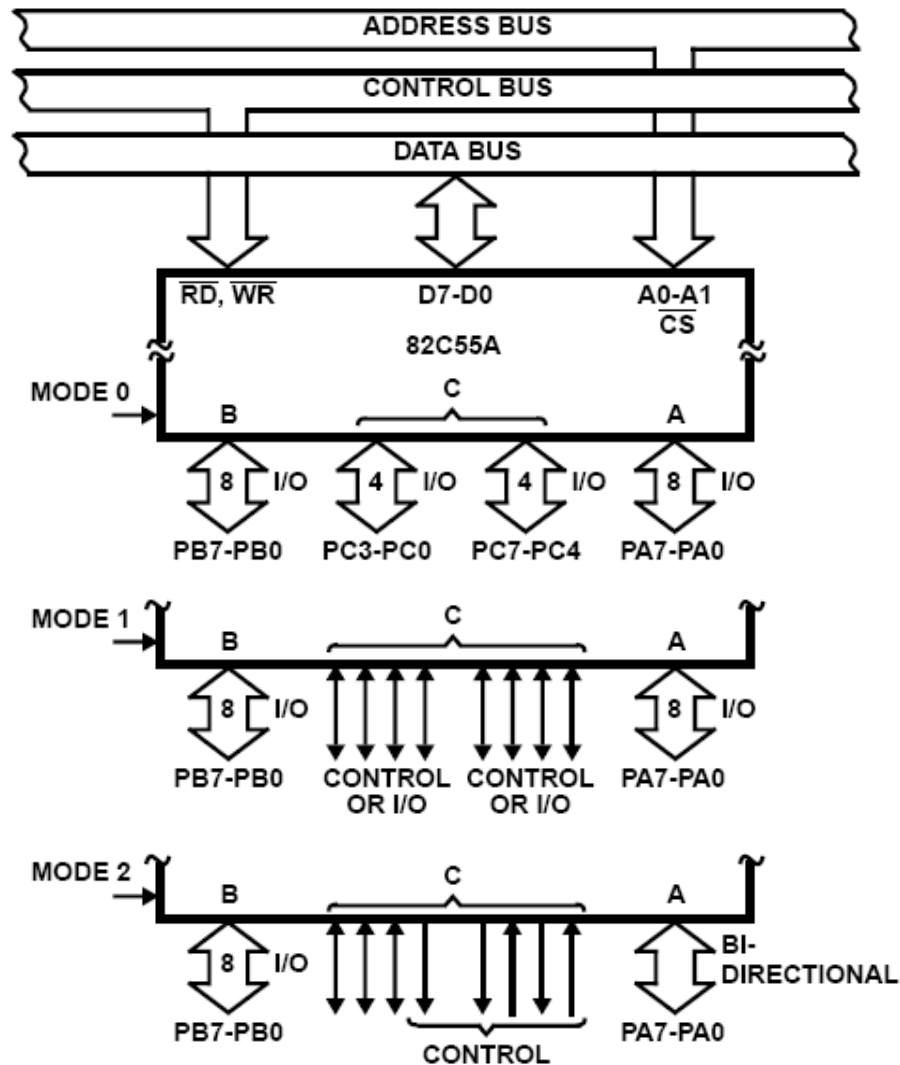 ADDRESS BUS
CONTROL BUS
DATA BUS
RD, WR
D7-D0
A0-A1
CS
82C55A
MODE 0
B
C
A
8
I/O
4
I/O
4
I/O
8
I/O
PB7-PB0
PC3-PC0
PC7-PC4
PA7-PA0
MODE 1
B
C
A
8
I/O
8
I/O
PB7-PB0
CONTROL
OR I/O
CONTROL
OR I/O
PA7-PA0
MODE 2
B
C
A
8
I/O
BI-
DIRECTIONAL
PB7-PB0
CONTROL
PA7-PA0